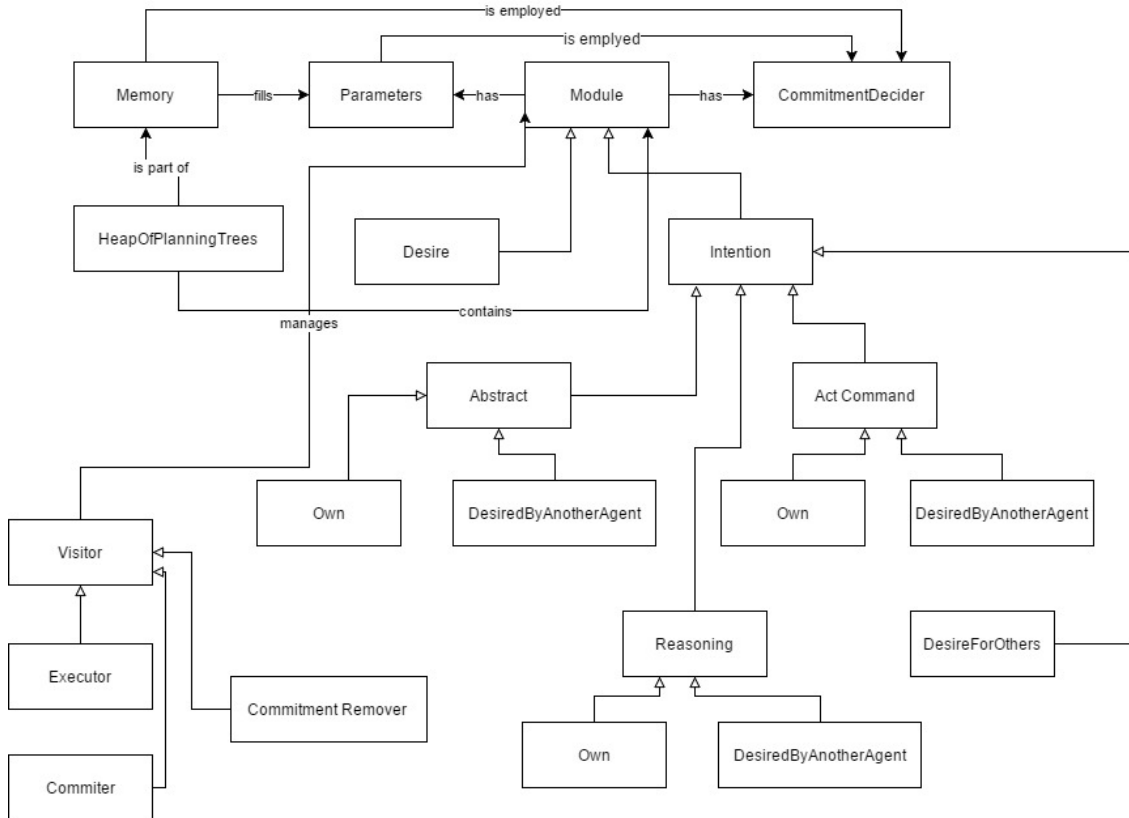 is employed
is emplyed
Memory
fills
Parameters
has
Module
has
CommitmentDecider
is part of
HeapOfPlanningTrees
Desire
Intention
contains
manages
Abstract
Act Command
Own
DesiredByAnotherAgent
Own
DesiredByAnotherAgent
Visitor
Reasoning
DesireForOthers
Executor
Commitment Remover
Own
DesiredByAnotherAgent
Commiter